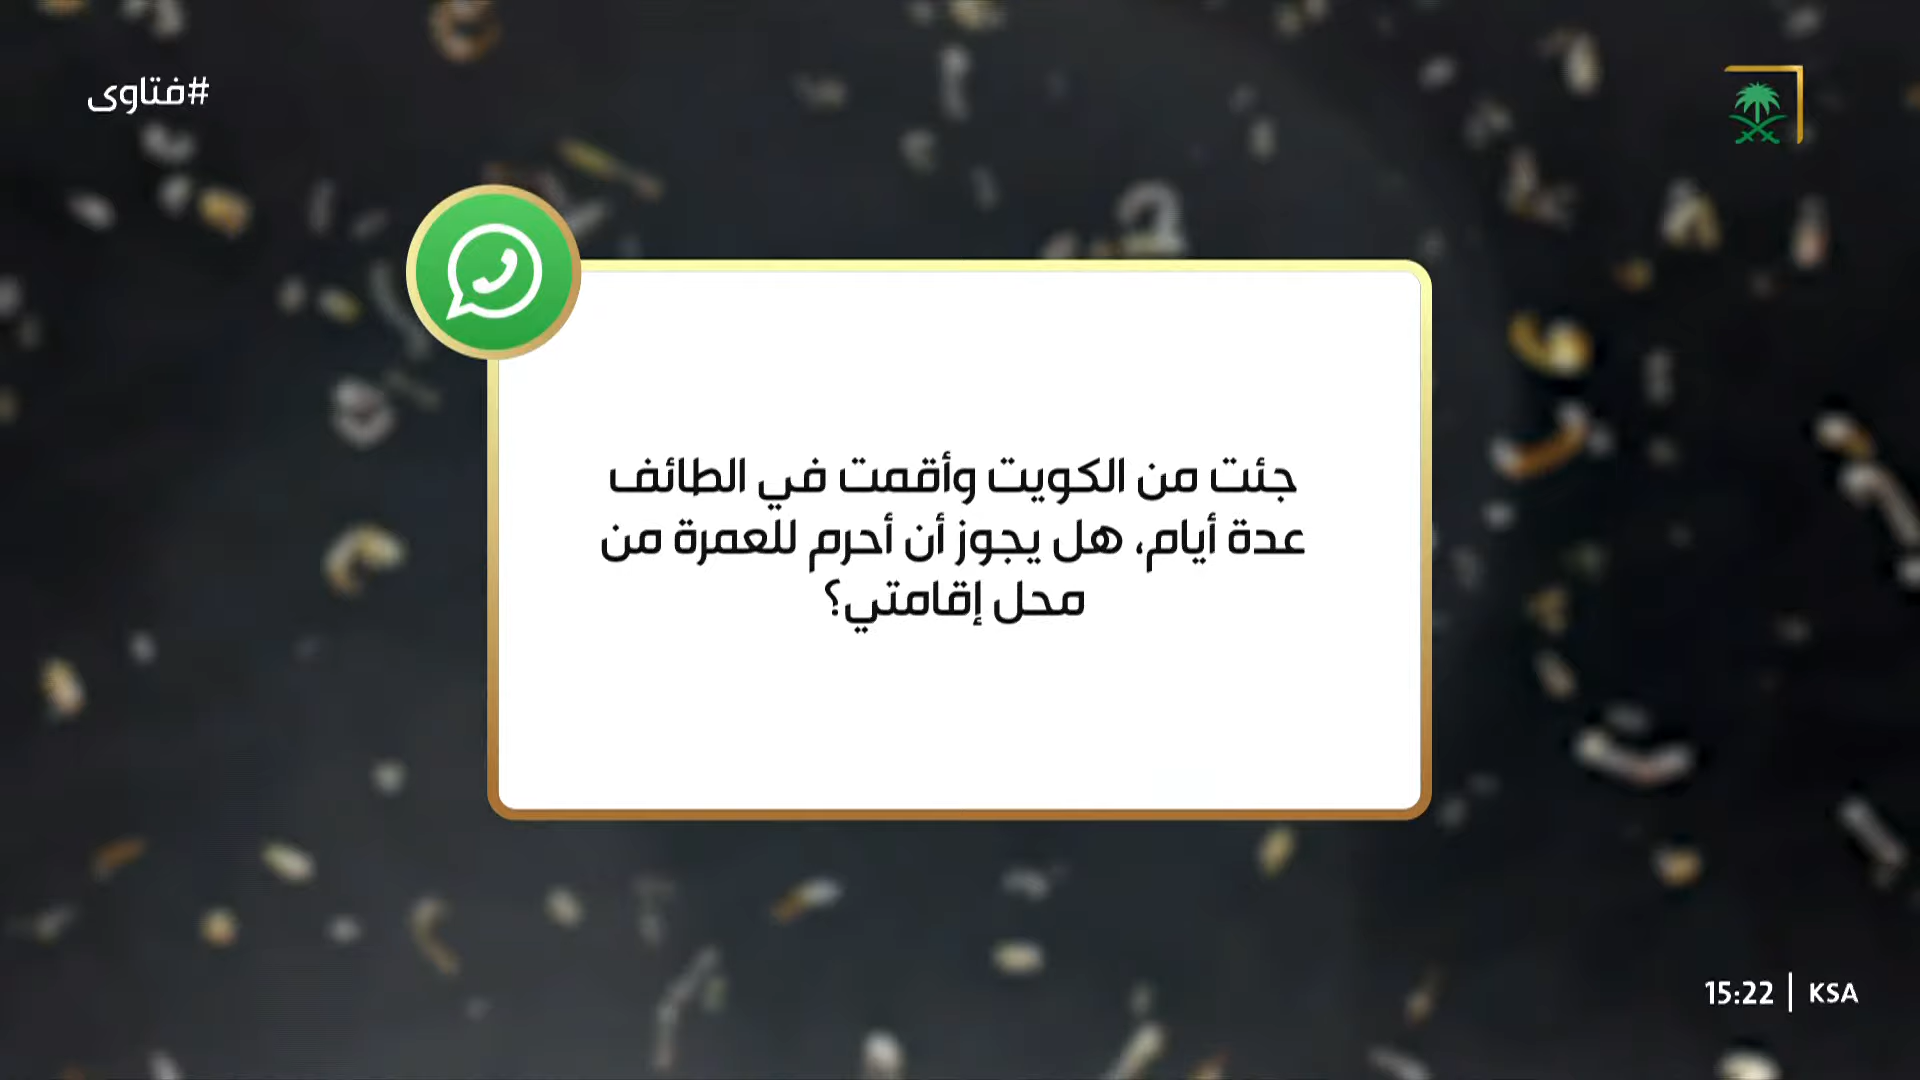 #فتاوى
جئت من الكويت وأقمت في الطائف
عدة أيام، هل يجوز أن أحرم للعمرة من
محل إقامتي؟
15:22 | KSA